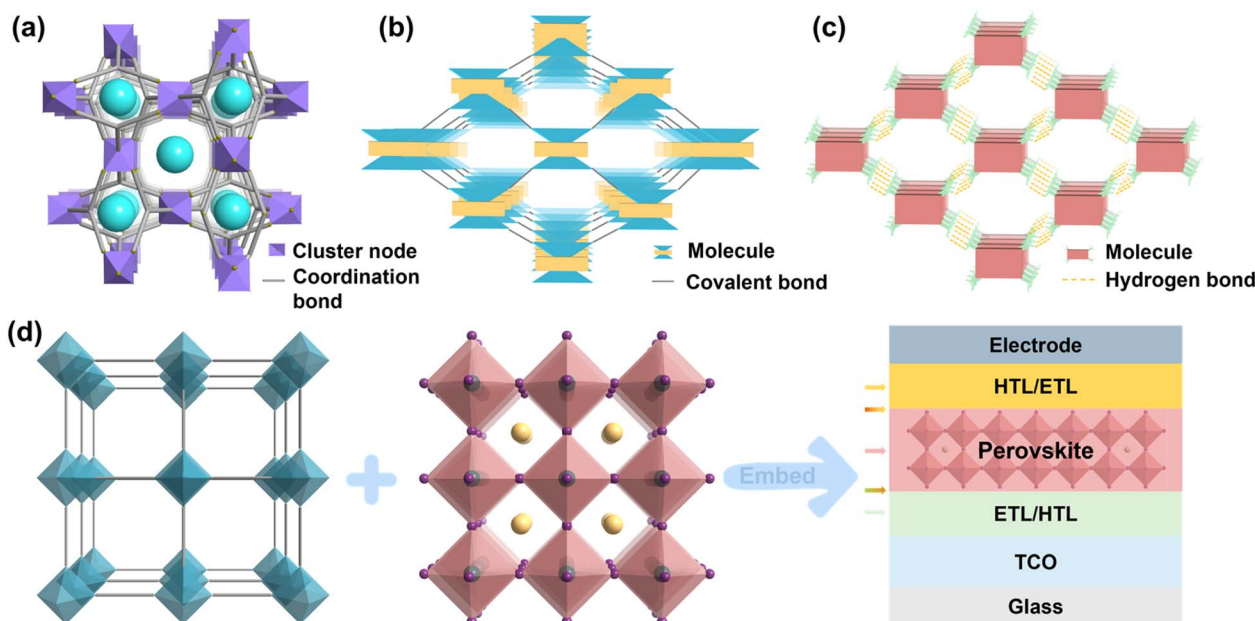 (a)
Cluster node
Coordination
bond
(b)
Molecule
Covalent bond
(c)
Molecule
Hydrogen bond
(d)
Embed
Electrode
HTL/ETL
Perovskite
ETL/HTL
TCO
Glass